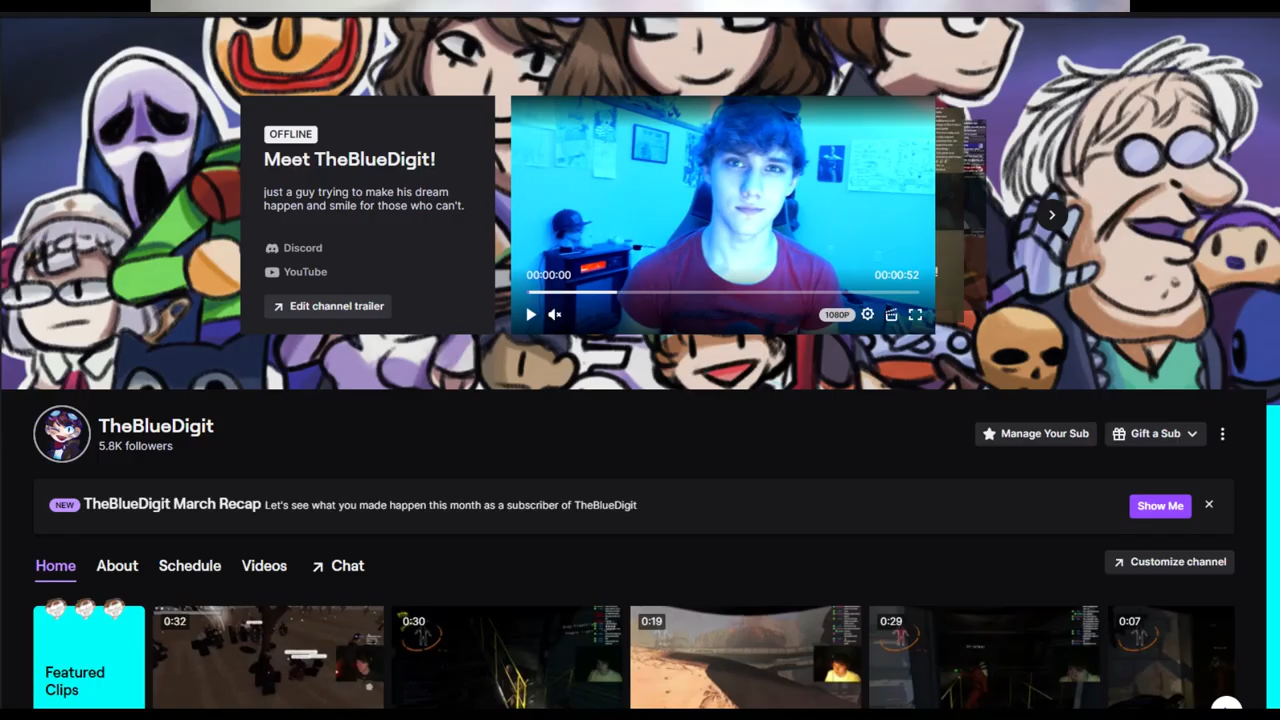 OFFLINE
Meet TheBlueDigit!
just a guy trying to make his dream
happen and smile for those who can't.
Discord
YouTube
Edit channel trailer
00:00:00
00:00:52
1080P
TheBlueDigit
5.8K followers
Manage Your Sub
Gift a Sub
NEW TheBlueDigit March Recap Let's see what you made happen this month as a subscriber of TheBlueDigit
Show Me
Home About Schedule Videos Chat
Customize channel
Featured
Clips
0:32
0:30
0:19
0:29
0:07